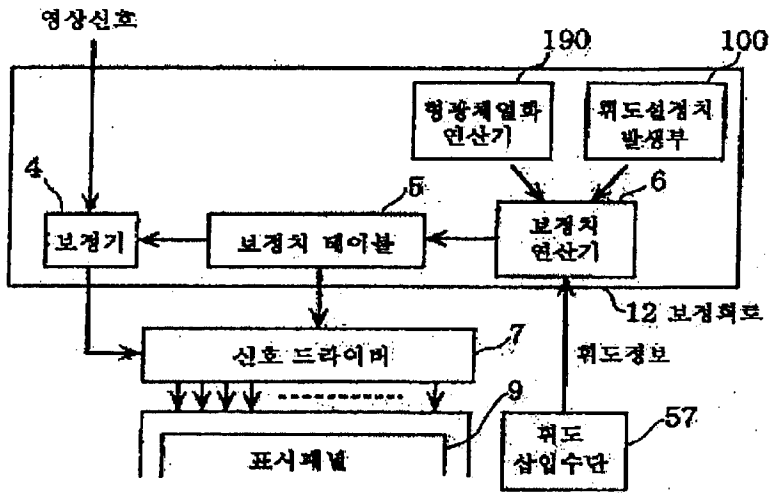 영상신호
190
100
형광체열화
연산기
휘도설정치
발생부
4
5
6
보정기
보정치 테이블
보정치
연산기
12 보정회로
신호 드라이버
7
휘도정보
9
표시패널
휘도
삽입수단
57